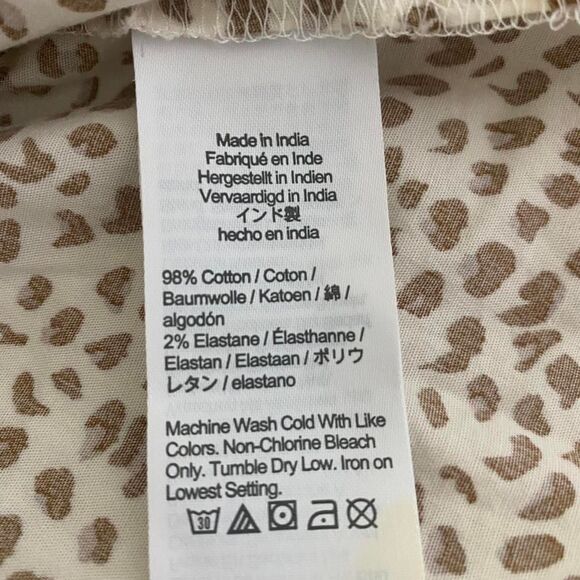 Made in India
Fabriqué en Inde
Hergestellt in Indien
Vervaardigd in India
インド製
hecho en india
98% Cotton / Coton /
Baumwolle / Katoen / 綿 /
algodón
2% Elastane / Élasthanne /
Elastan / Elastaan / ポリウ
レタン / elastano
Machine Wash Cold With Like
Colors. Non-Chlorine Bleach
Only. Tumble Dry Low. Iron on
Lowest Setting.
30